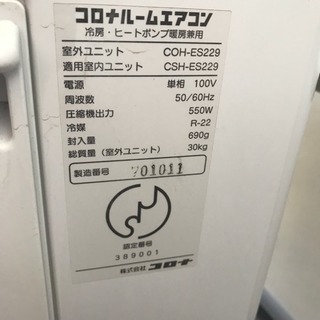 コロナルームエアコン
冷房・ヒートポンプ暖房兼用
室外ユニット COH-ES229
適用室内ユニット CSH-ES229
電源 単相 100V
周波数 50/60Hz
圧縮機出力 550W
冷媒 R-22
封入量 690g
総質量（室外ユニット） 30kg
製造番号 701011
認定番号
389001
株式会社 コロナ